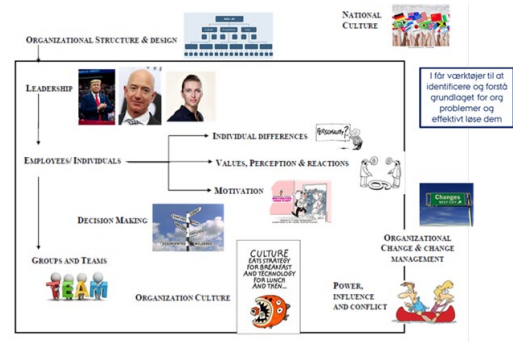 NATIONAL
CULTURE
ORGANIZATIONAL STRUCTURE & DESIGN
LEADERSHIP
I får værktøjer til at
identificere og forstå
grundlaget for org
problemer og
effektivt løse dem
INDIVIDUAL DIFFERENCES
PERSONALITY?
EMPLOYEES/ INDIVIDUALS
VALUES, PERCEPTION & REACTIONS
MOTIVATION
DECISION MAKING
Changes
NEXT EXIT
ORGANIZATIONAL
CHANGE & CHANGE
MANAGEMENT
GROUPS AND TEAMS
TEAM
CULTURE
EATS STRATEGY
FOR BREAKFAST
AND TECHNOLOGY
FOR LUNCH
AND THEN...
ORGANIZATION CULTURE
POWER,
INFLUENCE
AND CONFLICT